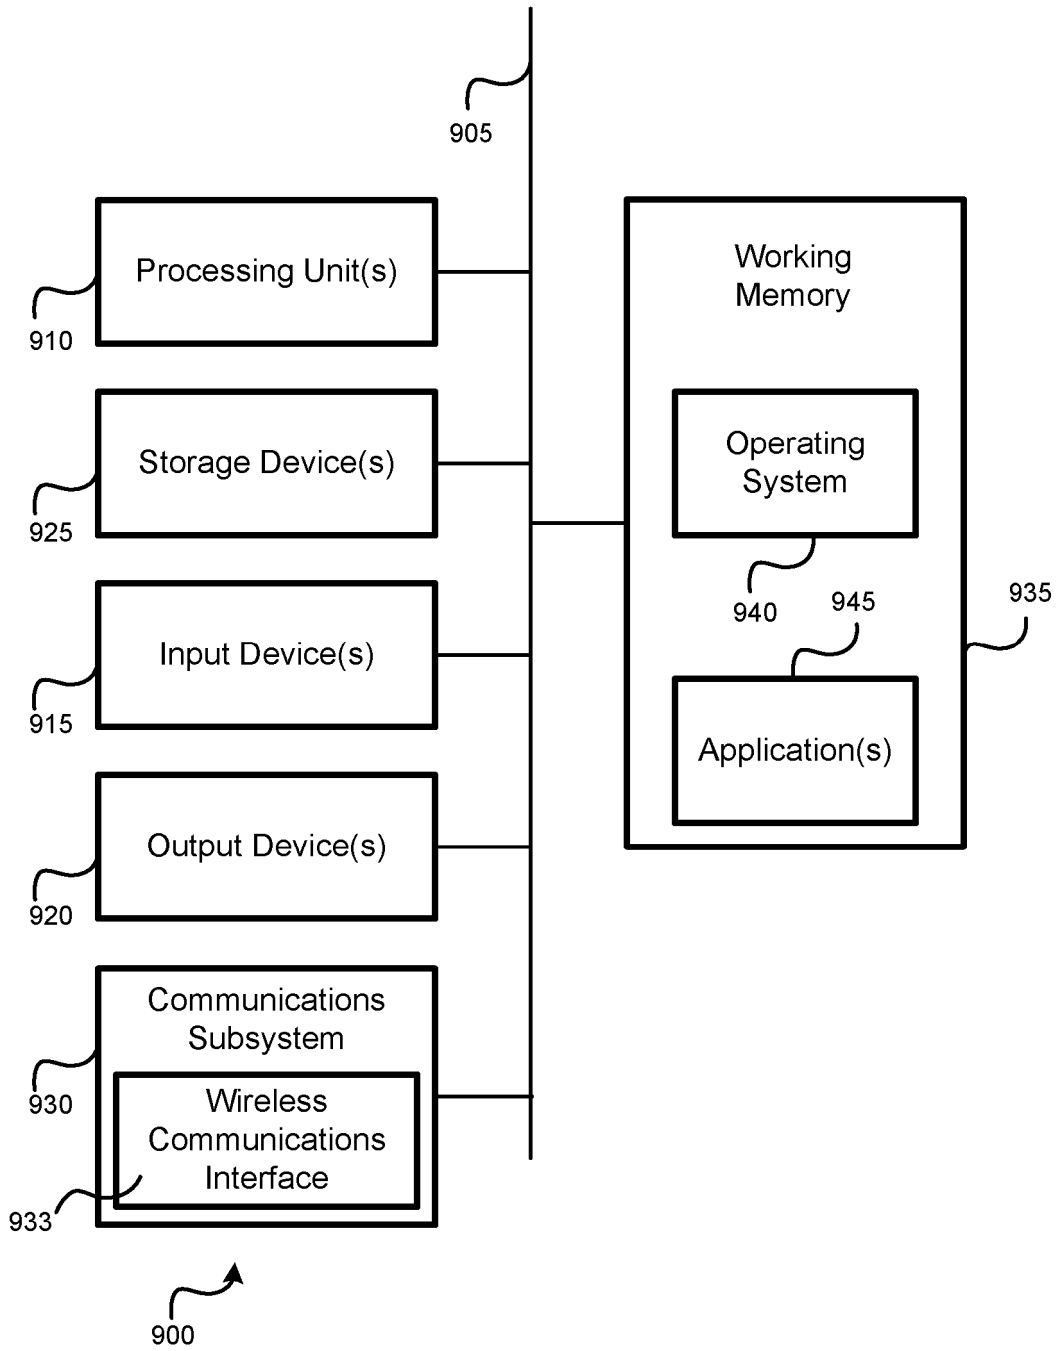 905
Processing Unit(s)
910
Storage Device(s)
925
Input Device(s)
915
Output Device(s)
920
Communications
Subsystem
930
Wireless
Communications
Interface
933
900
Working
Memory
Operating
System
940
945
935
Application(s)